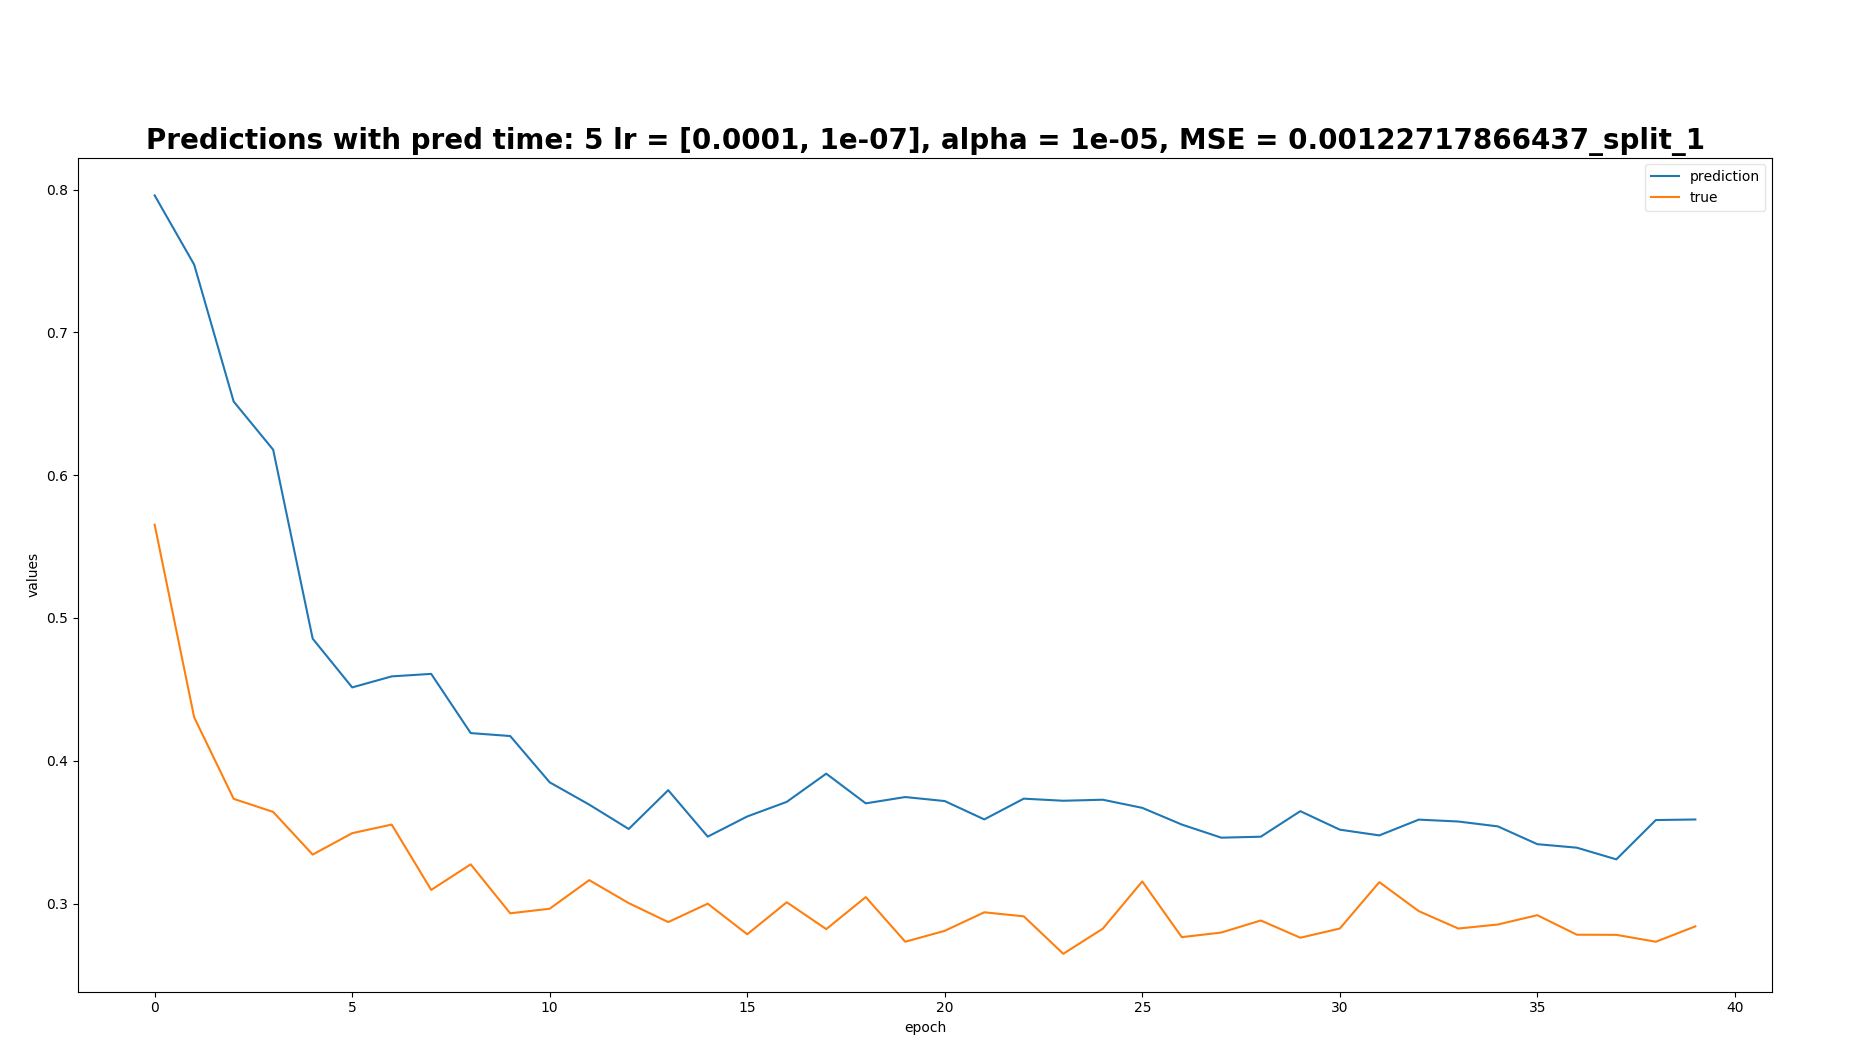 Predictions with pred time: 5 lr = [0.0001, 1e-07], alpha = 1e-05, MSE = 0.00122717866437_split_1
prediction
true
0.8
0.7
0.6
0.5
0.4
0.3
values
0 5 10 15 20 25 30 35 40
epoch